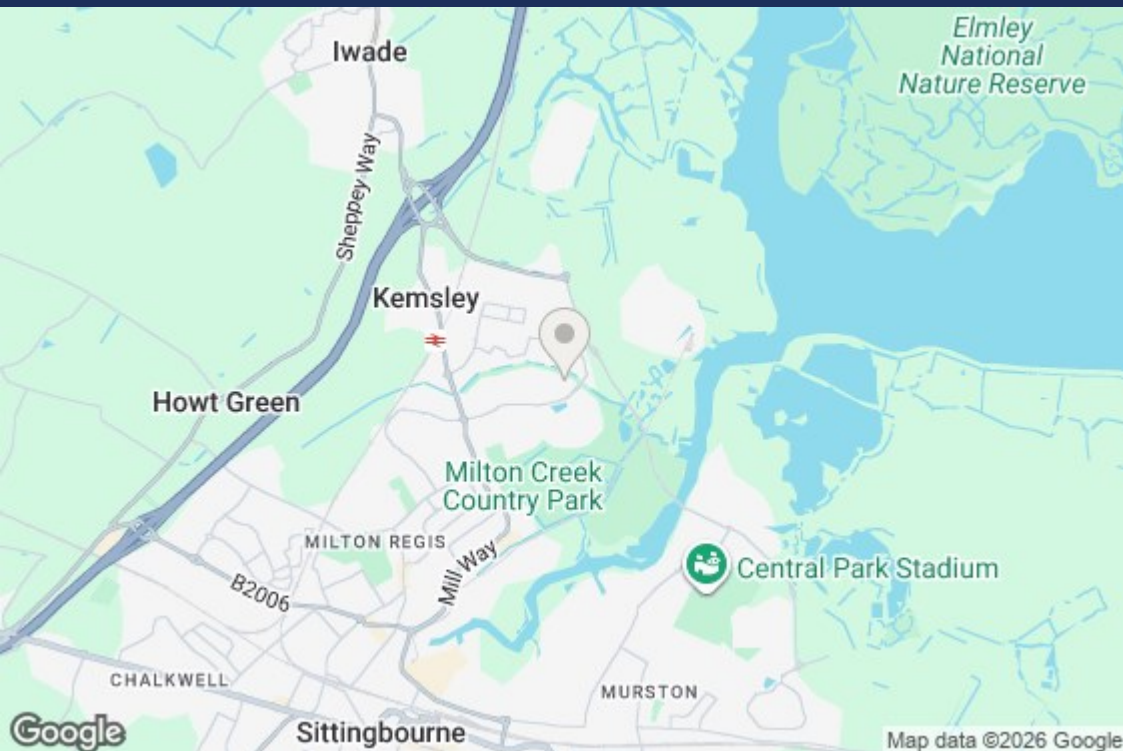 Elmley
National
Nature Reserve
Iwade
Sheppey Way
Kemsley
Howt Green
Milton Creek
Country Park
MILTON REGIS
Mill Way
Central Park Stadium
B2006
CHALKWELL
MURSTON
Sittingbourne
Google
Map data ©2026 Google